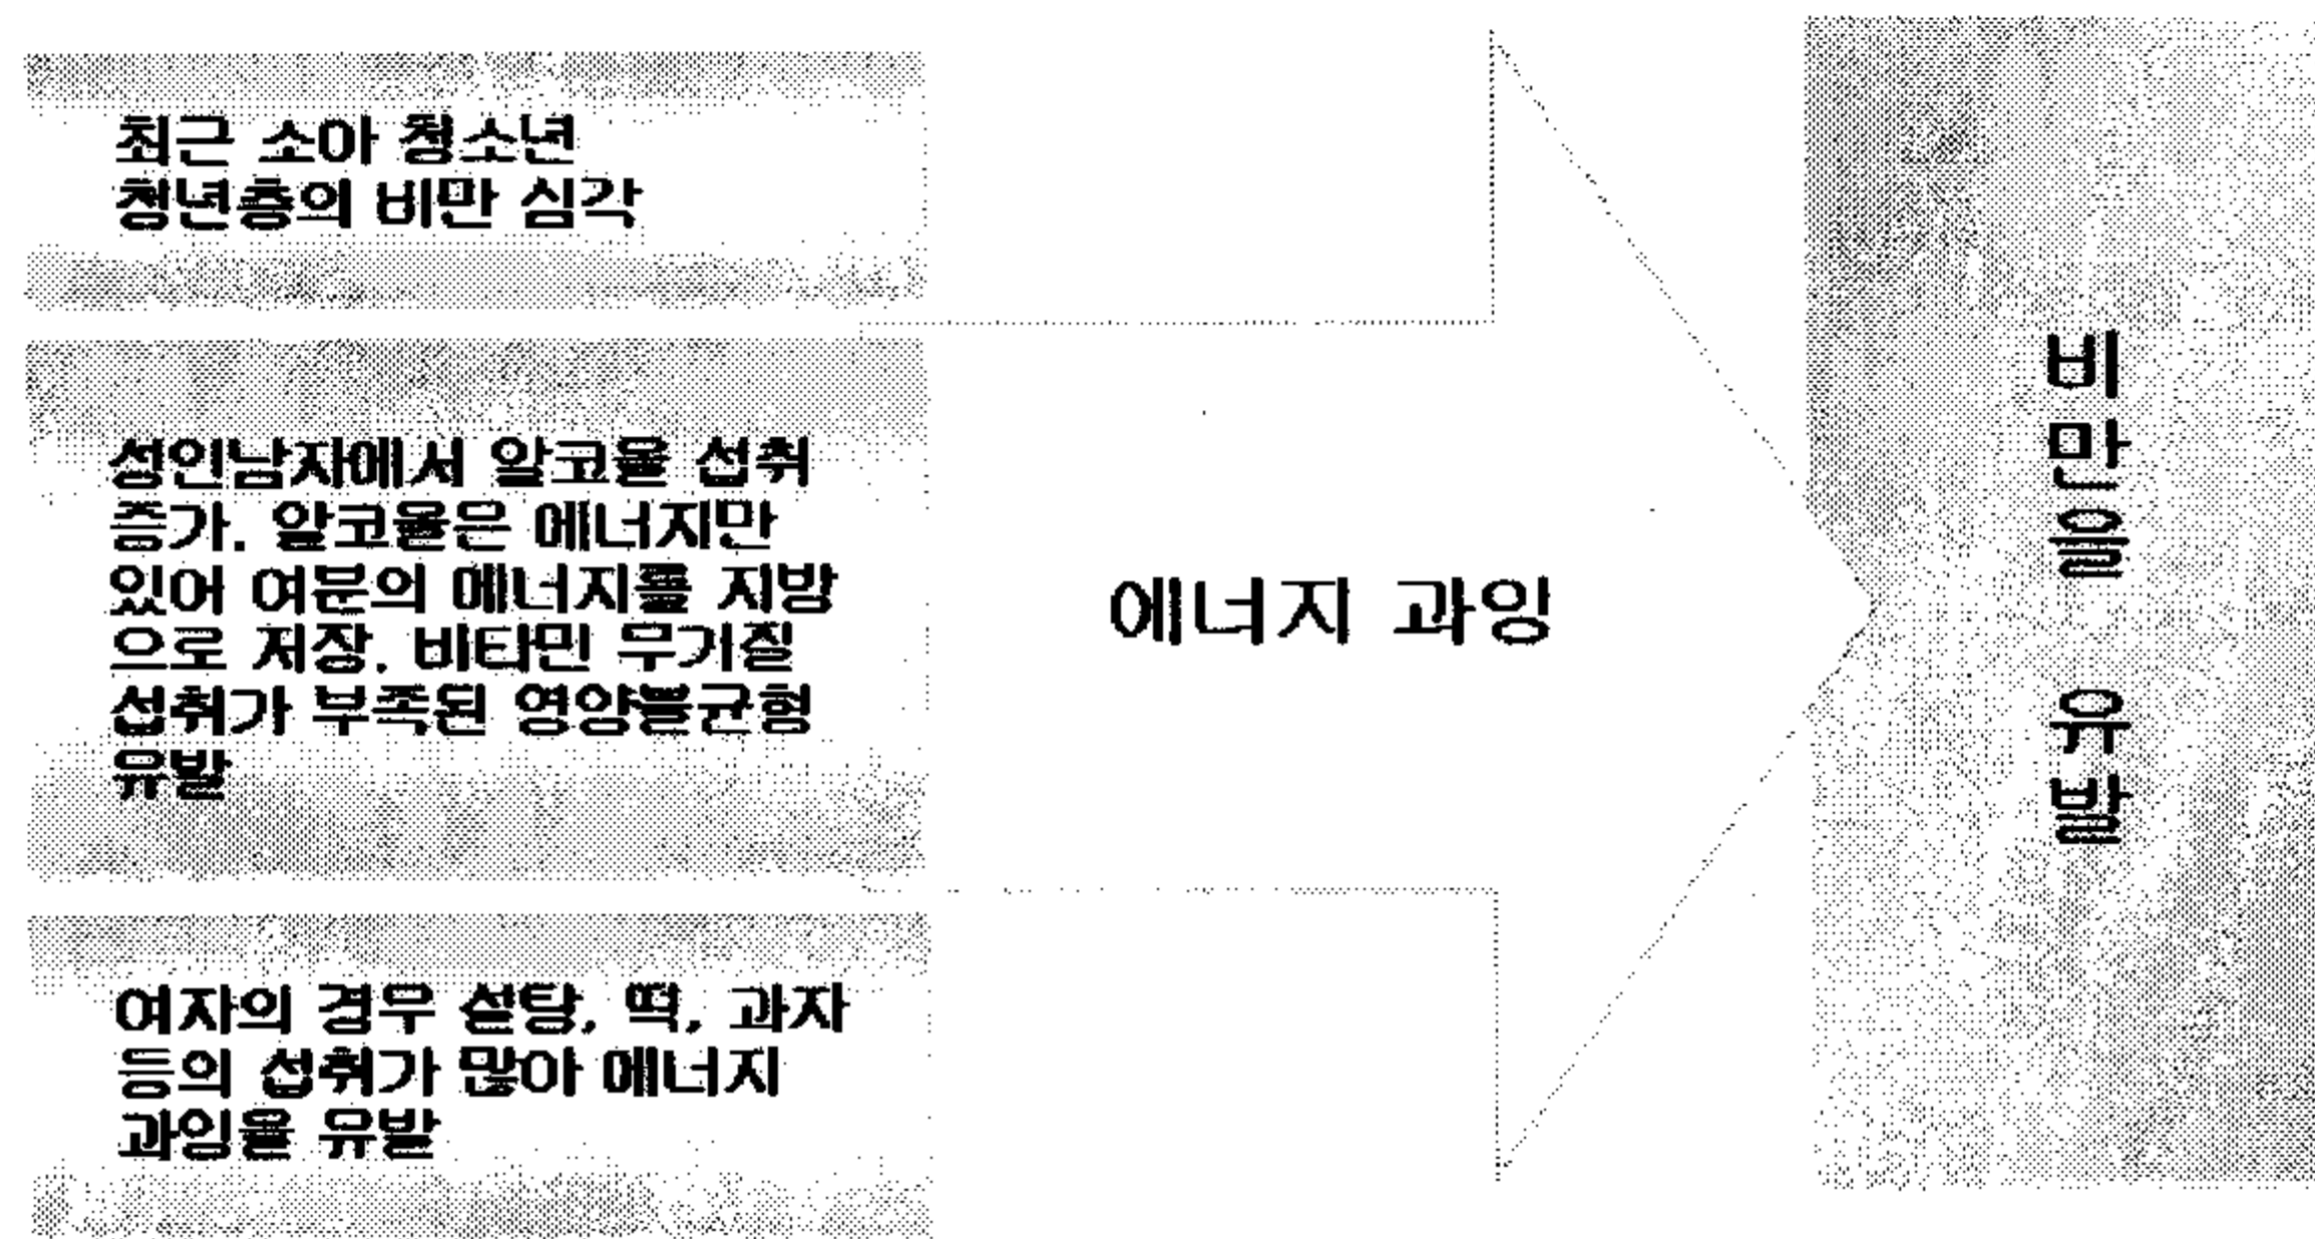 최근 소아 청소년
청년층의 비만 심각
성인남자에서 알코올 섭취
증가. 알코올은 에너지만
있어 여분의 에너지를 지방
으로 저장. 비타민 무기질
섭취가 부족된 영양불균형
유발
여자의 경우 설탕, 떡, 과자
등의 섭취가 많아 에너지
과잉을 유발
에너지 과잉
비만을 유발